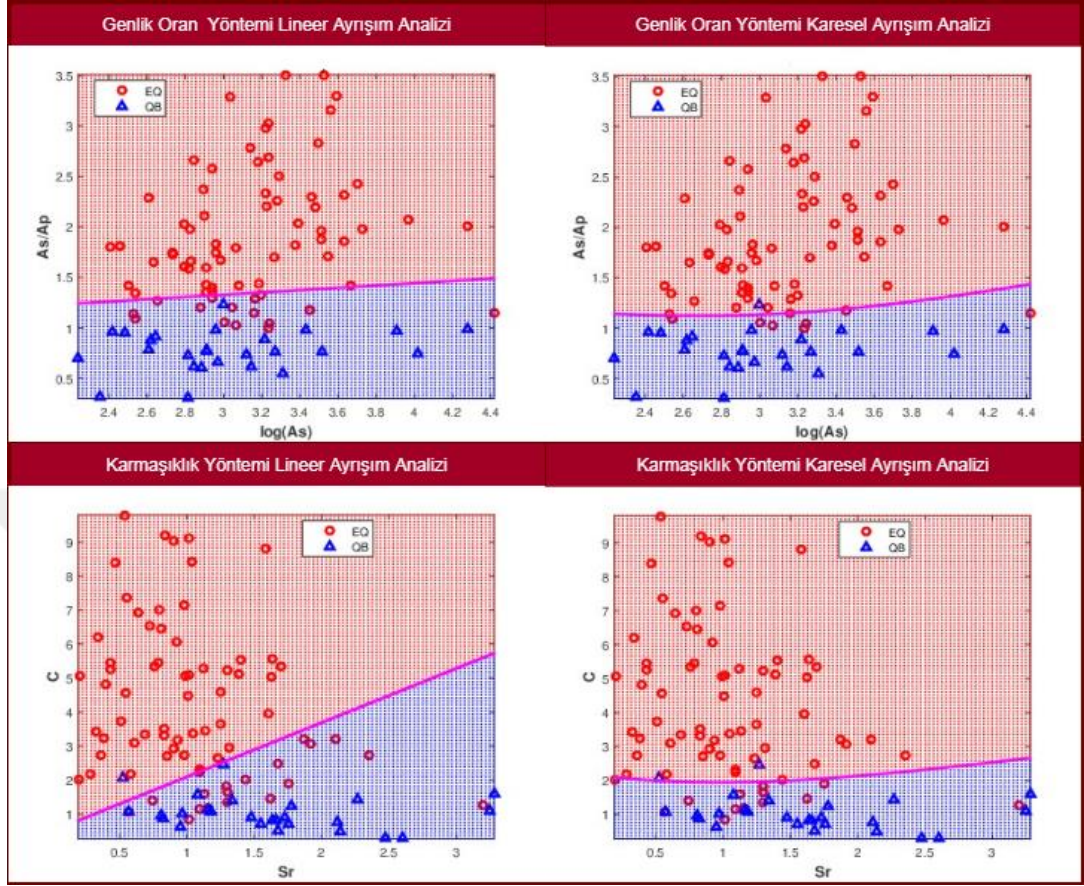 Genlik Oran Yöntemi Lineer Ayrışım Analizi
Genlik Oran Yöntemi Karesel Ayrışım Analizi
3.5
3
2.5
2
1.5
1
0.5
As/Ap
EQ
QB
2.4 2.6 2.8 3 3.2 3.4 3.6 3.8 4 4.2 4.4
log(As)
3.5
3
2.5
2
1.5
1
0.5
As/Ap
EQ
QB
2.4 2.6 2.8 3 3.2 3.4 3.6 3.8 4 4.2 4.4
log(As)
Karmaşıklık Yöntemi Lineer Ayrışım Analizi
Karmaşıklık Yöntemi Karesel Ayrışım Analizi
9
8
7
6
5
4
3
2
1
C
EQ
QB
0.5 1 1.5 2 2.5 3
Sr
9
8
7
6
5
4
3
2
1
C
EQ
QB
0.5 1 1.5 2 2.5 3
Sr